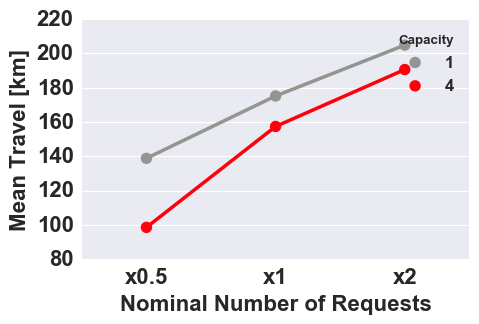 220
200
180
160
140
120
100
80
Mean Travel [km]
Capacity
1
4
x0.5 x1 x2
Nominal Number of Requests